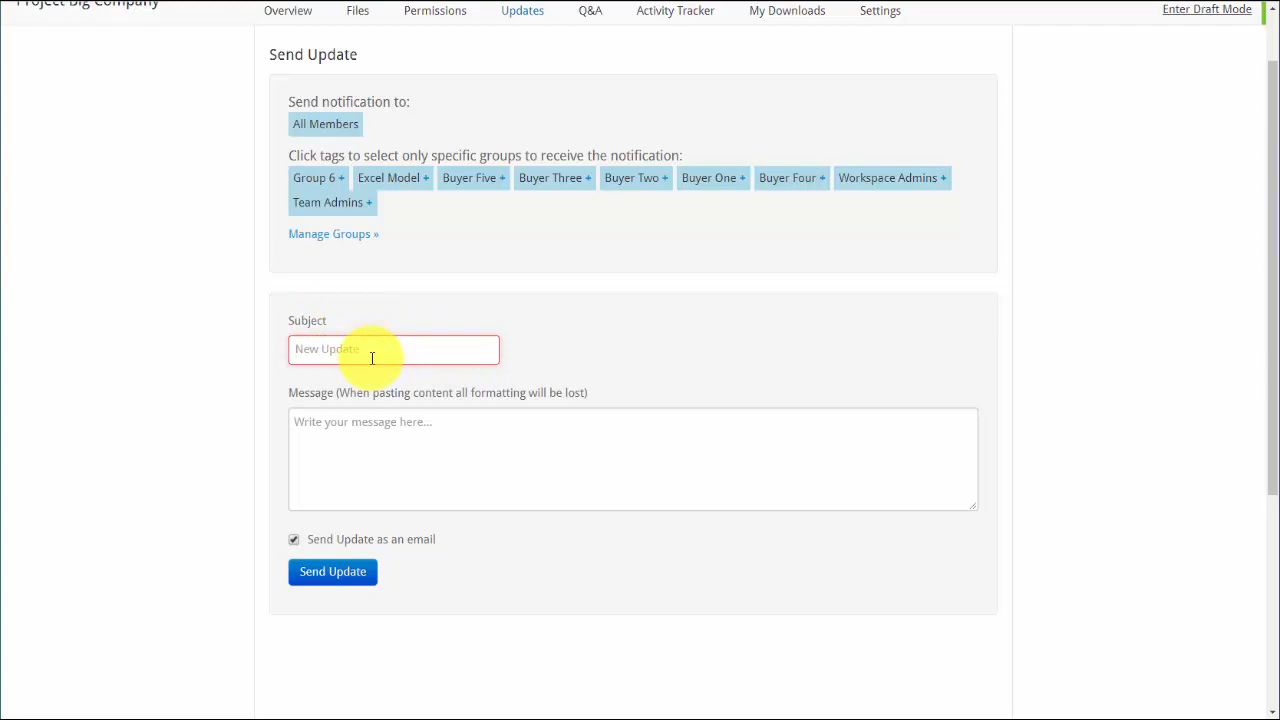 Project Big Company
Overview Files Permissions Updates Q&A Activity Tracker My Downloads Settings Enter Draft Mode
Send Update
Send notification to:
All Members
Click tags to select only specific groups to receive the notification:
Group 6 + Excel Model + Buyer Five + Buyer Three + Buyer Two + Buyer One + Buyer Four + Workspace Admins +
Team Admins +
Manage Groups »
Subject
New Update
Message (When pasting content all formatting will be lost)
Write your message here...
Send Update as an email
Send Update